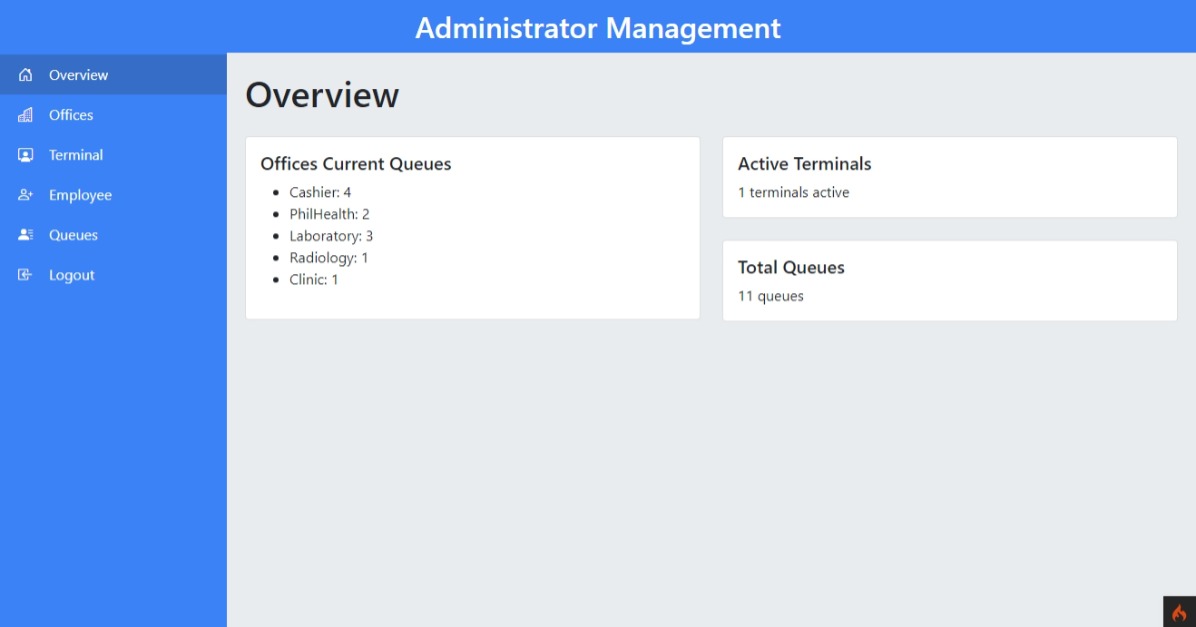 Administrator Management
Overview
Offices
Terminal
Employee
Queues
Logout
Overview
Offices Current Queues
Cashier: 4
PhilHealth: 2
Laboratory: 3
Radiology: 1
Clinic: 1
Active Terminals
1 terminals active
Total Queues
11 queues